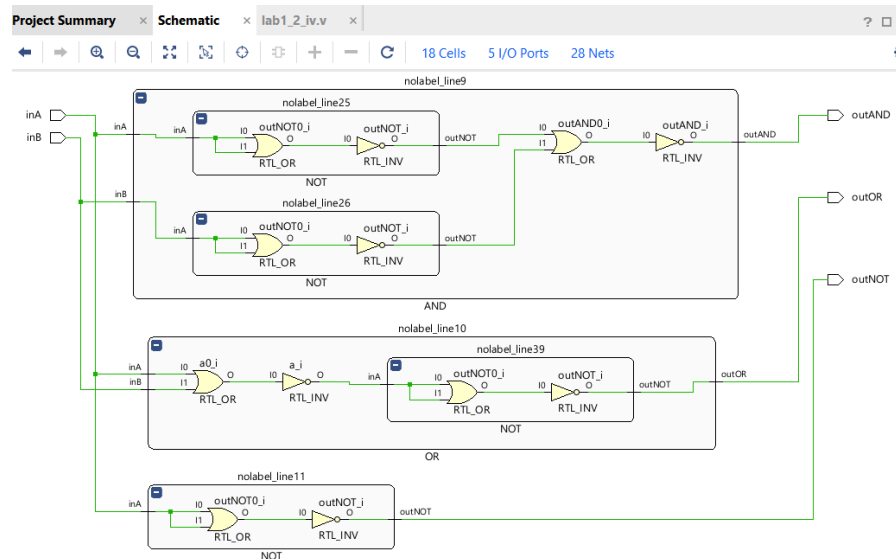 Project Summary × Schematic × lab1_2_iv.v × ?
18 Cells 5 I/O Ports 28 Nets
nolabel_line9
nolabel_line25
inA
inB
inA
inA
I0
I1
outNOT0_i
O
RTL_OR
I0
outNOT_i
O
RTL_INV
outNOT
NOT
I0
I1
outAND0_i
O
RTL_OR
I0
outAND_i
O
RTL_INV
outAND
outAND
inB
nolabel_line26
inA
I0
I1
outNOT0_i
O
RTL_OR
I0
outNOT_i
O
RTL_INV
outNOT
NOT
AND
outOR
outNOT
nolabel_line10
inA
inB
I0
I1
a0_i
O
RTL_OR
I0
a_i
O
RTL_INV
nolabel_line39
inA
I0
I1
outNOT0_i
O
RTL_OR
I0
outNOT_i
O
RTL_INV
outNOT
NOT
outOR
OR
nolabel_line11
inA
I0
I1
outNOT0_i
O
RTL_OR
I0
outNOT_i
O
RTL_INV
outNOT
NOT